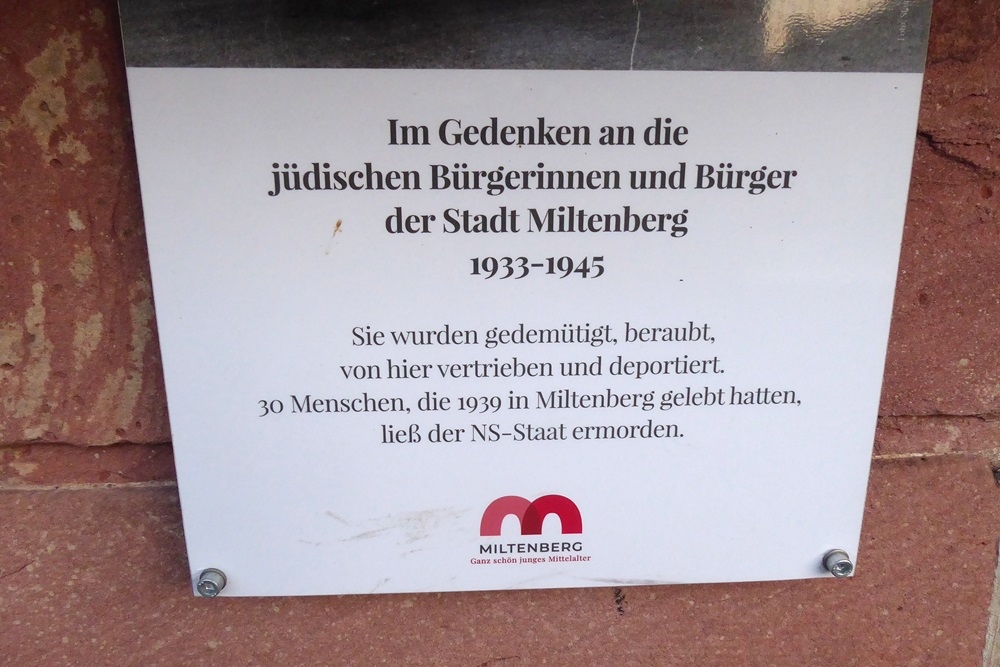 Im Gedenken an die
jüdischen Bürgerinnen und Bürger
der Stadt Miltenberg
1933-1945
Sie wurden gedemütigt, beraubt,
von hier vertrieben und deportiert.
30 Menschen, die 1939 in Miltenberg gelebt hatten,
ließ der NS-Staat ermorden.
MILTENBERG
Ganz schön junges Mittelalter